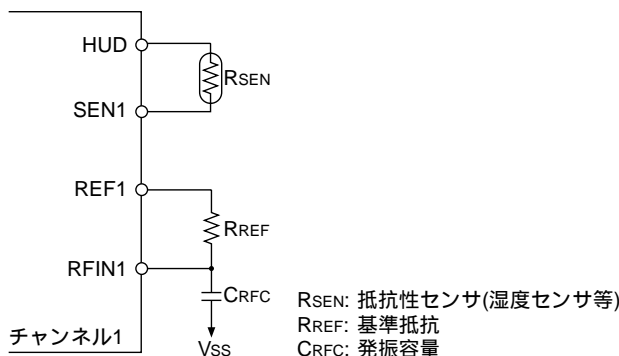 HUD
RSEN
SEN1
REF1
RREF
RFIN1
CRFC
チャンネル1
VSS
RSEN: 抵抗性センサ(湿度センサ等)
RREF: 基準抵抗
CRFC: 発振容量